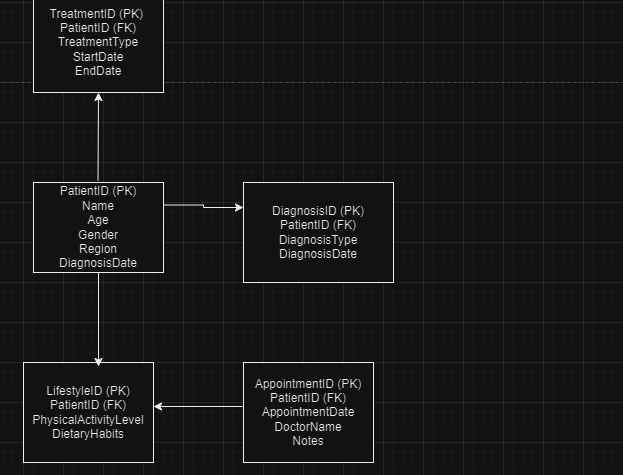 TreatmentID (PK)
PatientID (FK)
TreatmentType
StartDate
EndDate
PatientID (PK)
Name
Age
Gender
Region
DiagnosisDate
DiagnosisID (PK)
PatientID (FK)
DiagnosisType
DiagnosisDate
LifestyleID (PK)
PatientID (FK)
PhysicalActivityLevel
DietaryHabits
AppointmentID (PK)
PatientID (FK)
AppointmentDate
DoctorName
Notes